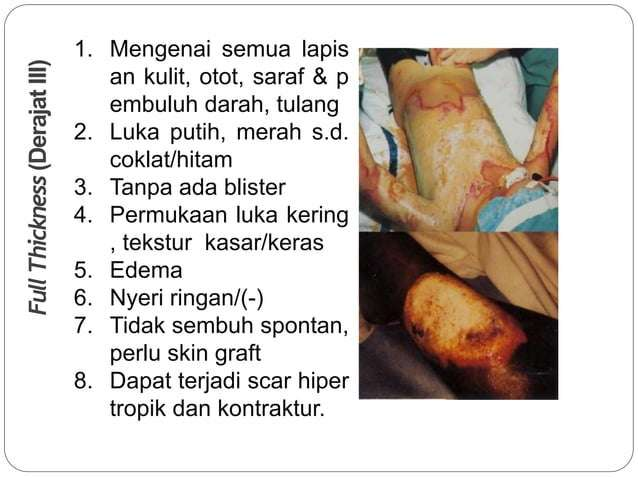 Full Thickness (Derajat III)
1. Mengenai semua lapis
an kulit, otot, saraf & p
embuluh darah, tulang
2. Luka putih, merah s.d.
coklat/hitam
3. Tanpa ada blister
4. Permukaan luka kering
, tekstur kasar/keras
5. Edema
6. Nyeri ringan/(-)
7. Tidak sembuh spontan,
perlu skin graft
8. Dapat terjadi scar hiper
tropik dan kontraktur.